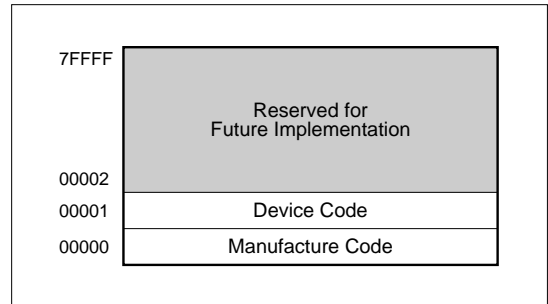 7FFFF
Reserved for
Future Implementation
00002
00001 Device Code
00000 Manufacture Code